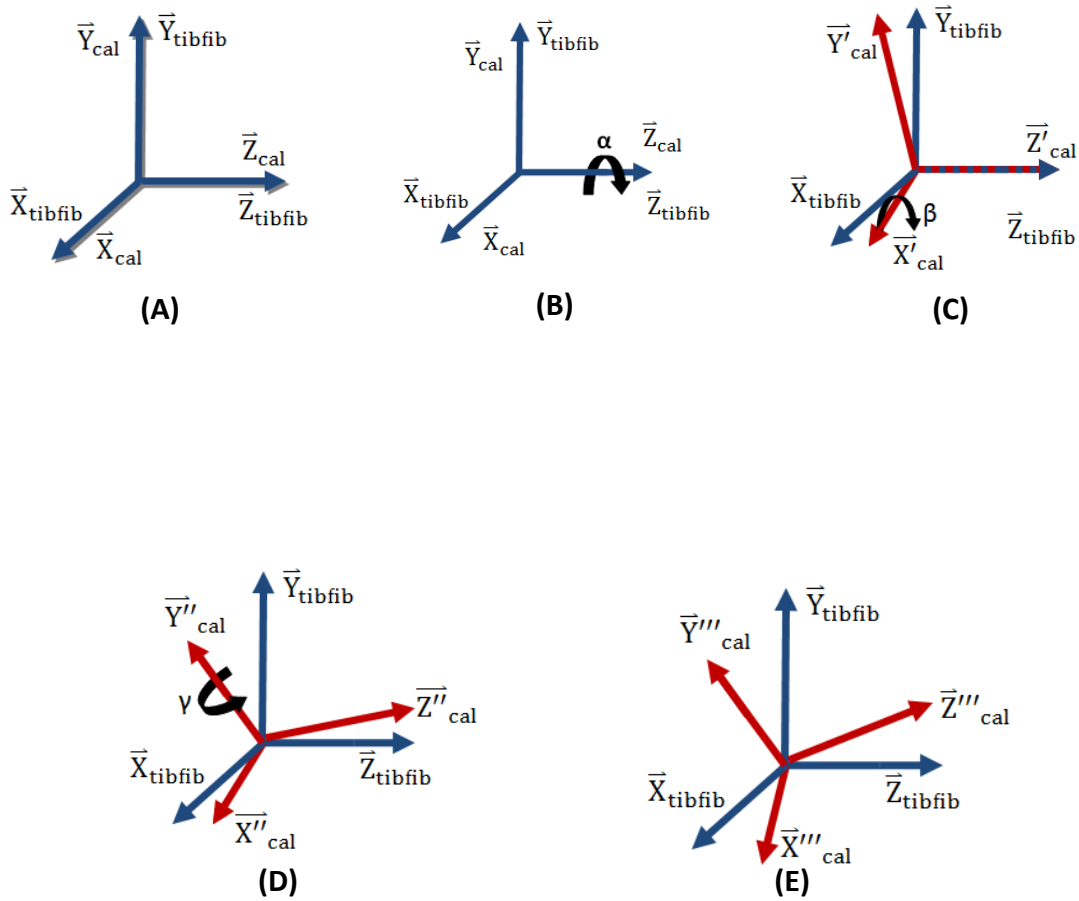 Y⃗cal Y⃗tibfib
Z⃗cal
X⃗tibfib Z⃗tibfib
X⃗cal
(A)
Y⃗tibfib
Y⃗cal
α Z⃗cal
X⃗tibfib Z⃗tibfib
X⃗cal
(B)
Y⃗tibfib
Y′cal
Z′cal
X⃗tibfib
β Z⃗tibfib
X′cal
(C)
Y⃗tibfib
Y″cal
γ Z″cal
X⃗tibfib Z⃗tibfib
X″cal
(D)
Y⃗tibfib
Y⃗‴cal
Z⃗‴cal
X⃗tibfib Z⃗tibfib
X⃗‴cal
(E)